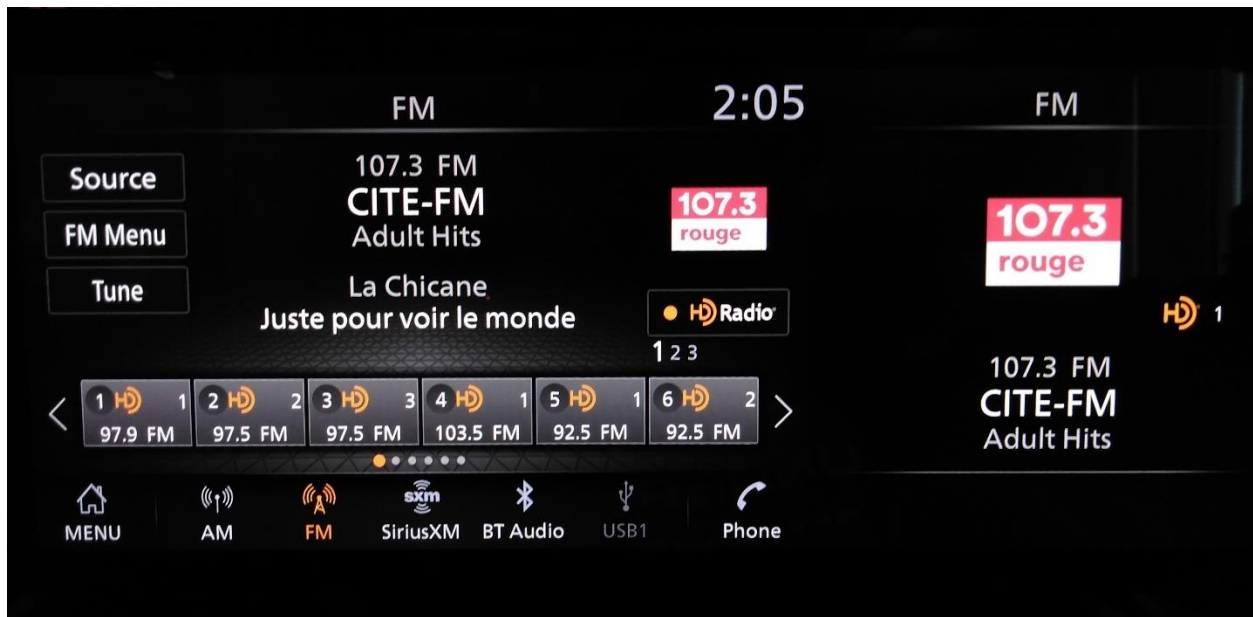 FM
2:05
FM
Source
FM Menu
Tune
107.3 FM
CITE-FM
Adult Hits
La Chicane
Juste pour voir le monde
107.3
rouge
HD Radio
1 2 3
1 HD 1
97.9 FM
2 HD 2
97.5 FM
3 HD 3
97.5 FM
4 HD 1
103.5 FM
5 HD 1
92.5 FM
6 HD 2
92.5 FM
MENU
AM
FM
sxm
SiriusXM
BT Audio
USB1
Phone
107.3
rouge
HD 1
107.3 FM
CITE-FM
Adult Hits